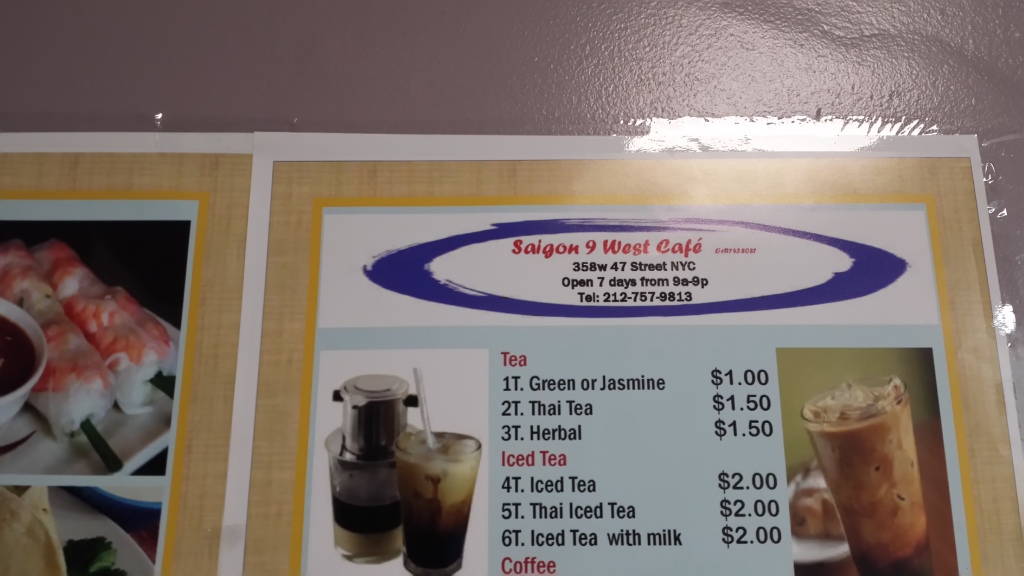 Saigon 9 West Café
358w 47 Street NYC
Open 7 days from 9a-9p
Tel: 212-757-9813
Tea
1T. Green or Jasmine $1.00
2T. Thai Tea $1.50
3T. Herbal $1.50
Iced Tea
4T. Iced Tea $2.00
5T. Thai Iced Tea $2.00
6T. Iced Tea with milk $2.00
Coffee